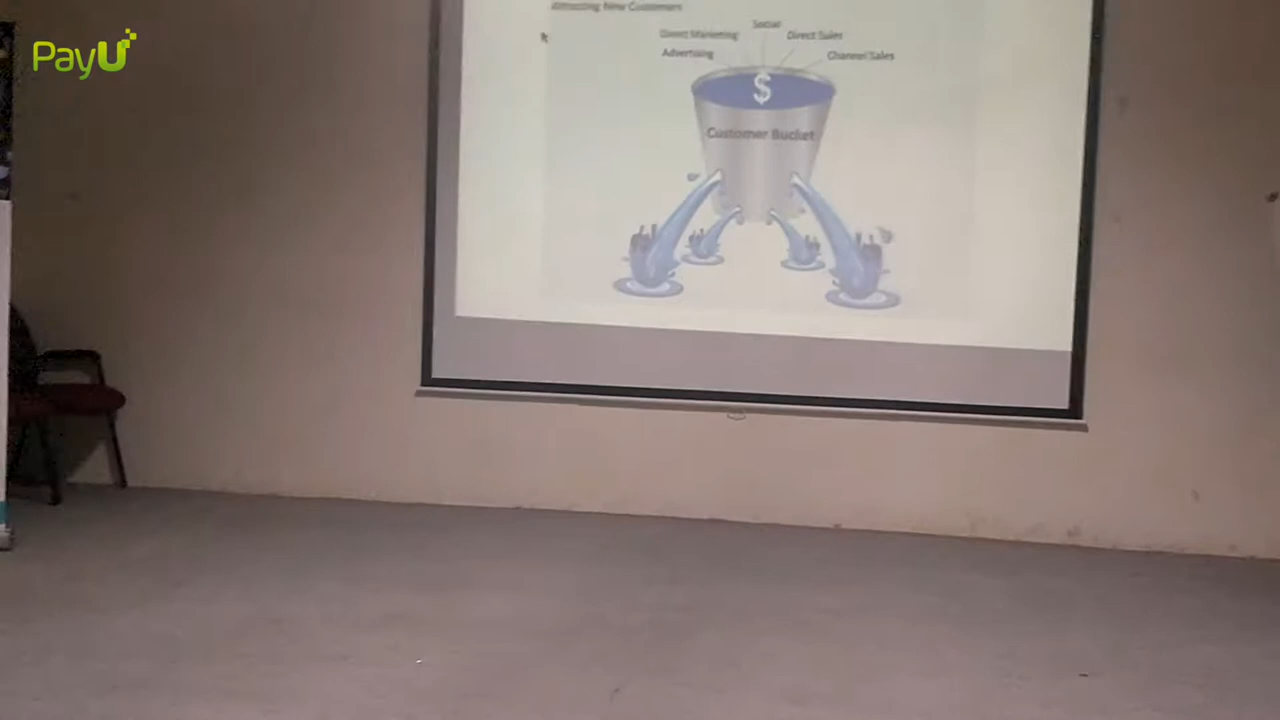 PayU
Attracting New Customers
Social
Direct Marketing
Direct Sales
Advertising
Channel Sales
$
Customer Bucket